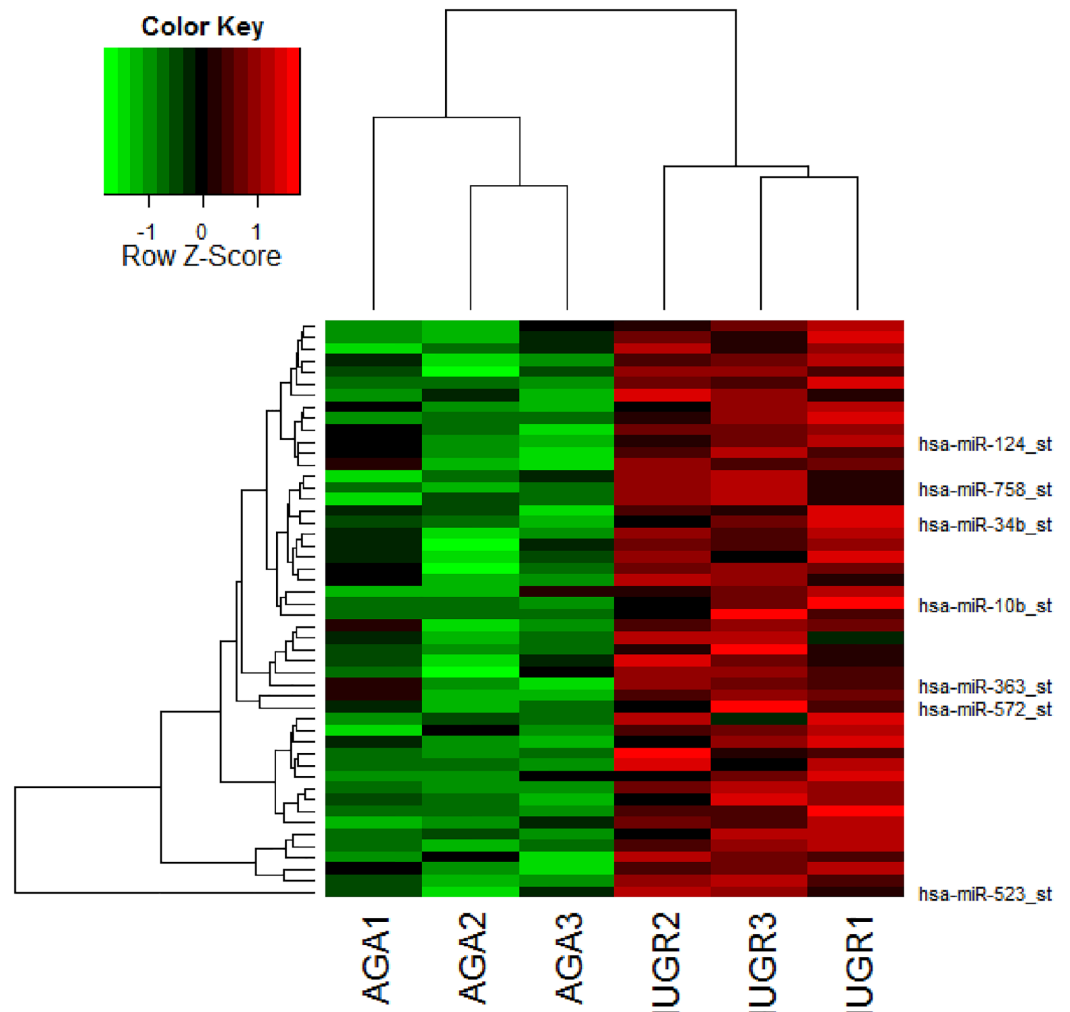 Color Key
-1 0 1
Row Z-Score
hsa-miR-124_st
hsa-miR-758_st
hsa-miR-34b_st
hsa-miR-10b_st
hsa-miR-363_st
hsa-miR-572_st
hsa-miR-523_st
AGA1
AGA2
AGA3
IUGR2
IUGR3
IUGR1